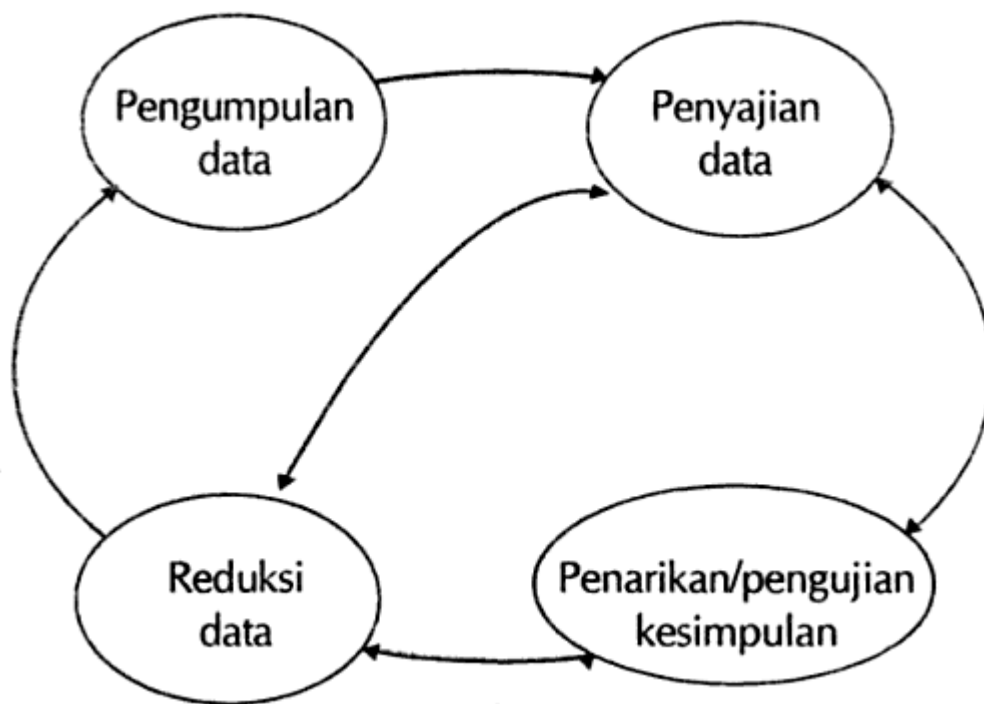 Pengumpulan
data
Penyajian
data
Reduksi
data
Penarikan/pengujian
kesimpulan